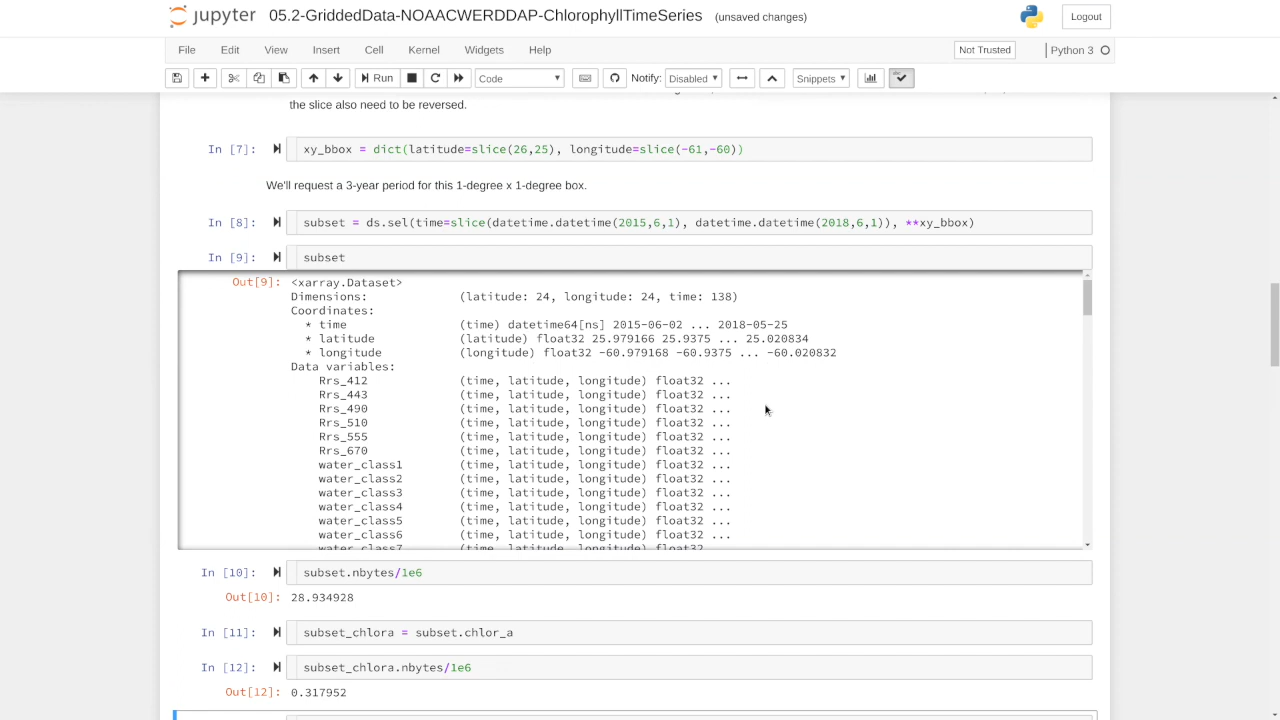 jupyter 05.2-GriddedData-NOAACWERDDAP-ChlorophyllTimeSeries (unsaved changes) Logout
File Edit View Insert Cell Kernel Widgets Help Not Trusted Python 3
Run Code Notify: Disabled Snippets
the slice also need to be reversed.
In [7]: xy_bbox = dict(latitude=slice(26,25), longitude=slice(-61,-60))
We'll request a 3-year period for this 1-degree x 1-degree box.
In [8]: subset = ds.sel(time=slice(datetime.datetime(2015,6,1), datetime.datetime(2018,6,1)), **xy_bbox)
In [9]: subset
Out[9]: <xarray.Dataset>
Dimensions: (latitude: 24, longitude: 24, time: 138)
Coordinates:
* time (time) datetime64[ns] 2015-06-02 ... 2018-05-25
* latitude (latitude) float32 25.979166 25.9375 ... 25.020834
* longitude (longitude) float32 -60.979168 -60.9375 ... -60.020832
Data variables:
Rrs_412 (time, latitude, longitude) float32 ...
Rrs_443 (time, latitude, longitude) float32 ...
Rrs_490 (time, latitude, longitude) float32 ...
Rrs_510 (time, latitude, longitude) float32 ...
Rrs_555 (time, latitude, longitude) float32 ...
Rrs_670 (time, latitude, longitude) float32 ...
water_class1 (time, latitude, longitude) float32 ...
water_class2 (time, latitude, longitude) float32 ...
water_class3 (time, latitude, longitude) float32 ...
water_class4 (time, latitude, longitude) float32 ...
water_class5 (time, latitude, longitude) float32 ...
water_class6 (time, latitude, longitude) float32 ...
water_class7 (time, latitude, longitude) float32 ...
In [10]: subset.nbytes/1e6
Out[10]: 28.934928
In [11]: subset_chlora = subset.chlor_a
In [12]: subset_chlora.nbytes/1e6
Out[12]: 0.317952